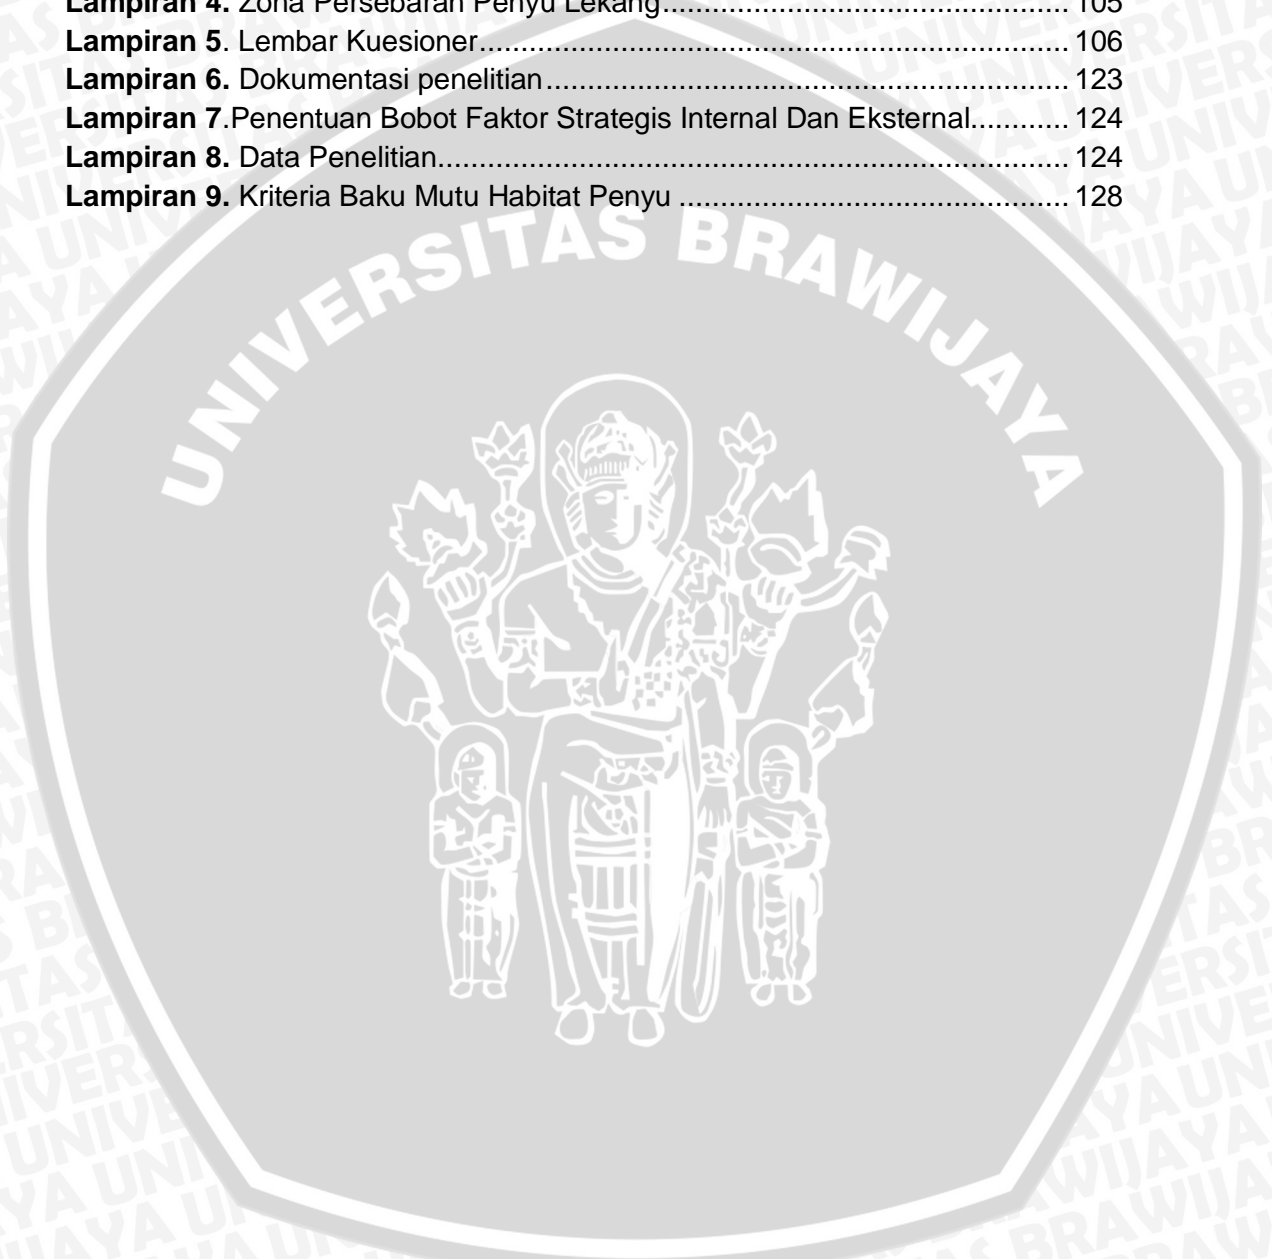 Lampiran 4. Zona Persebaran Penyu Lekang................................................. 105
Lampiran 5. Lembar Kuesioner....................................................................... 106
Lampiran 6. Dokumentasi penelitian............................................................... 123
Lampiran 7.Penentuan Bobot Faktor Strategis Internal Dan Eksternal............ 124
Lampiran 8. Data Penelitian............................................................................ 124
Lampiran 9. Kriteria Baku Mutu Habitat Penyu ............................................... 128
UNIVERSITAS BRAWIJAYA